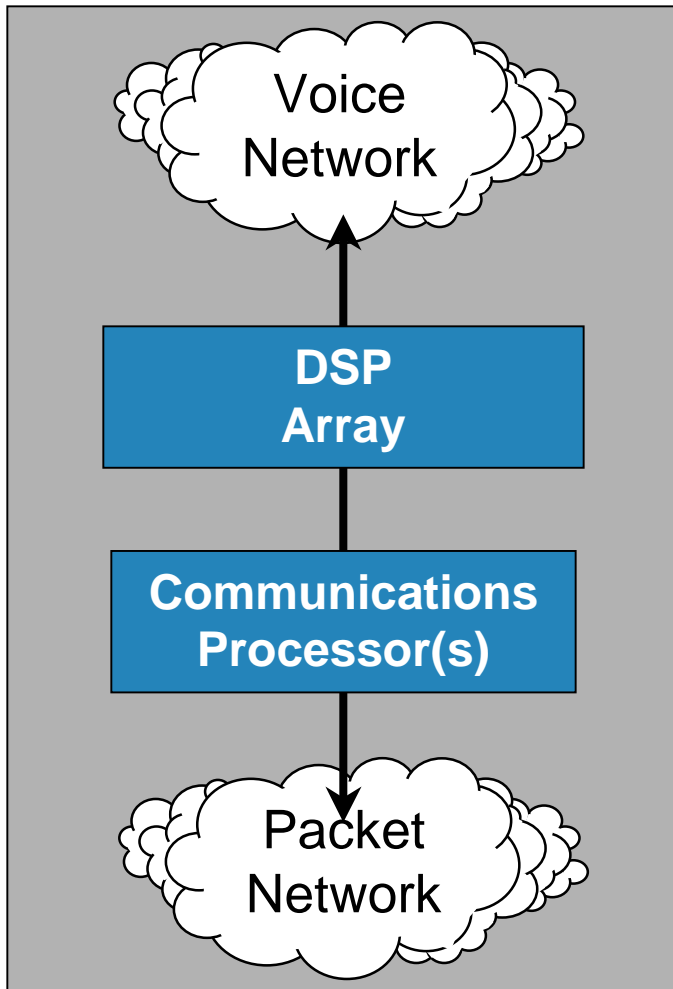 Voice
Network
DSP
Array
Communications
Processor(s)
Packet
Network